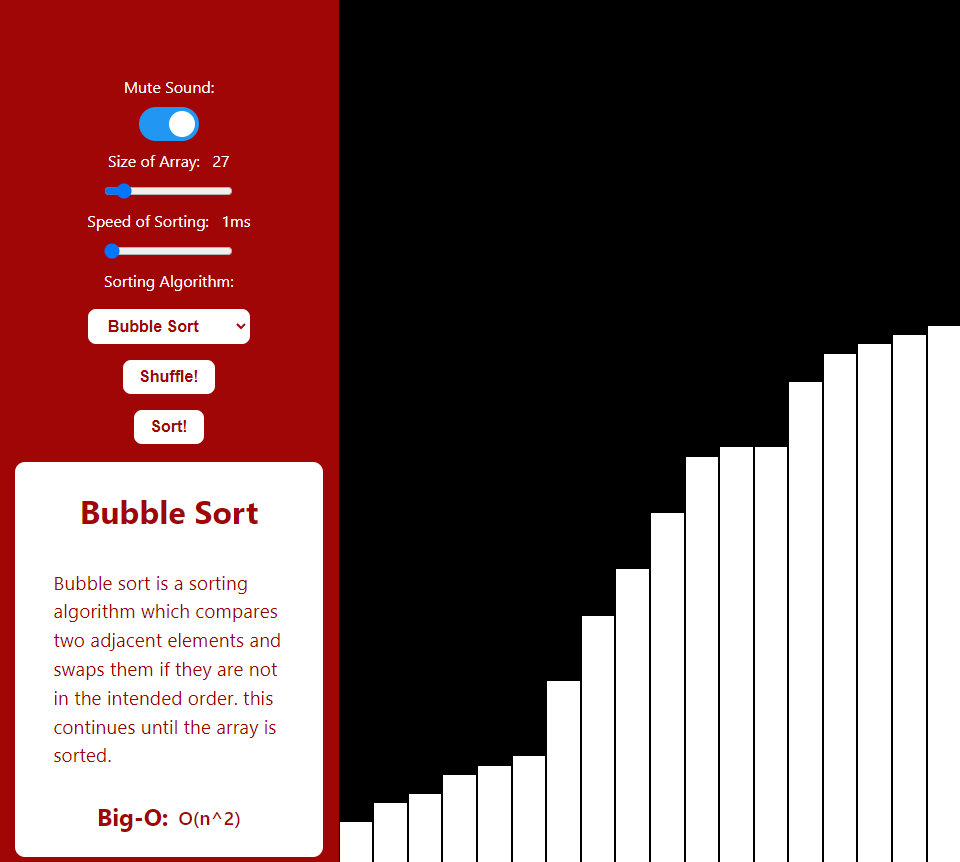 Mute Sound:
Size of Array: 27
Speed of Sorting: 1ms
Sorting Algorithm:
Bubble Sort
Shuffle!
Sort!
Bubble Sort
Bubble sort is a sorting
algorithm which compares
two adjacent elements and
swaps them if they are not
in the intended order. this
continues until the array is
sorted.
Big-O: O(n^2)